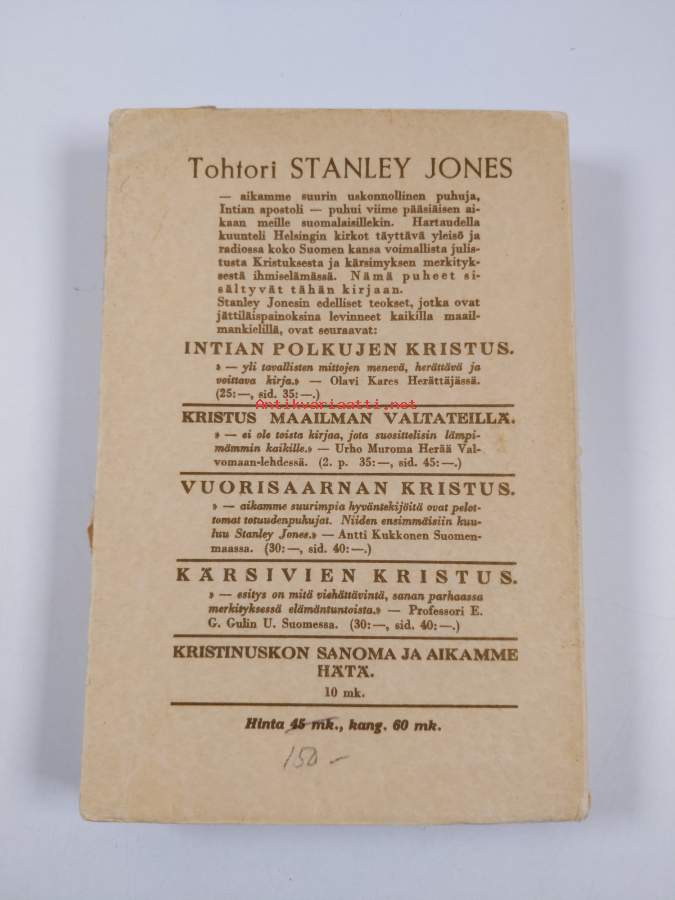 Tohtori STANLEY JONES
— aikamme suurin uskonnollinen puhuja,
Intian apostoli — puhui viime pääsiäisen ai-
kaan meille suomalaisillekin. Hartaudella
kuunteli Helsingin kirkot täyttävä yleisö ja
radiossa koko Suomen kansa voimallista julis-
tusta Kristuksesta ja kärsimyksen merkityk-
sestä ihmiselämässä. Nämä puheet si-
sältyvät tähän kirjaan.
Stanley Jonesin edelliset teokset, jotka ovat
jättiläispainoksina levinneet kaikilla maail-
mankielillä, ovat seuraavat:
INTIAN POLKUJEN KRISTUS.
» — yli tavallisten mittojen menevä, herättävä ja
voittava kirja.» — Olavi Kares Herättäjässä.
(25:—, sid. 35:—.)
Antikvariaatti.net
KRISTUS MAAILMAN VALTATEILLÄ.
» — ei ole toista kirjaa, jota suosittelisin lämpi-
mämmin kaikille.» — Urho Muroma Herää Val-
vomaan-lehdessä. (2. p. 35:—, sid. 45:—.)
VUORISAARNAN KRISTUS.
» — aikamme suurimpia hyväntekijöitä ovat pelot-
tomat totuudenpuhujat. Niiden ensimmäisiin kuu-
luu Stanley Jones.» — Antti Kukkonen Suomen-
maassa. (30:—, sid. 40:—.)
KÄRSIVIEN KRISTUS.
» — esitys on mitä viehättävintä, sanan parhaassa
merkityksessä elämäntuntoista.» — Professori E.
G. Gulin U. Suomessa. (30:—, sid. 40:—.)
KRISTINUSKON SANOMA JA AIKAMME
HÄTÄ.
10 mk.
Hinta 45 mk., kang. 60 mk.
150 –